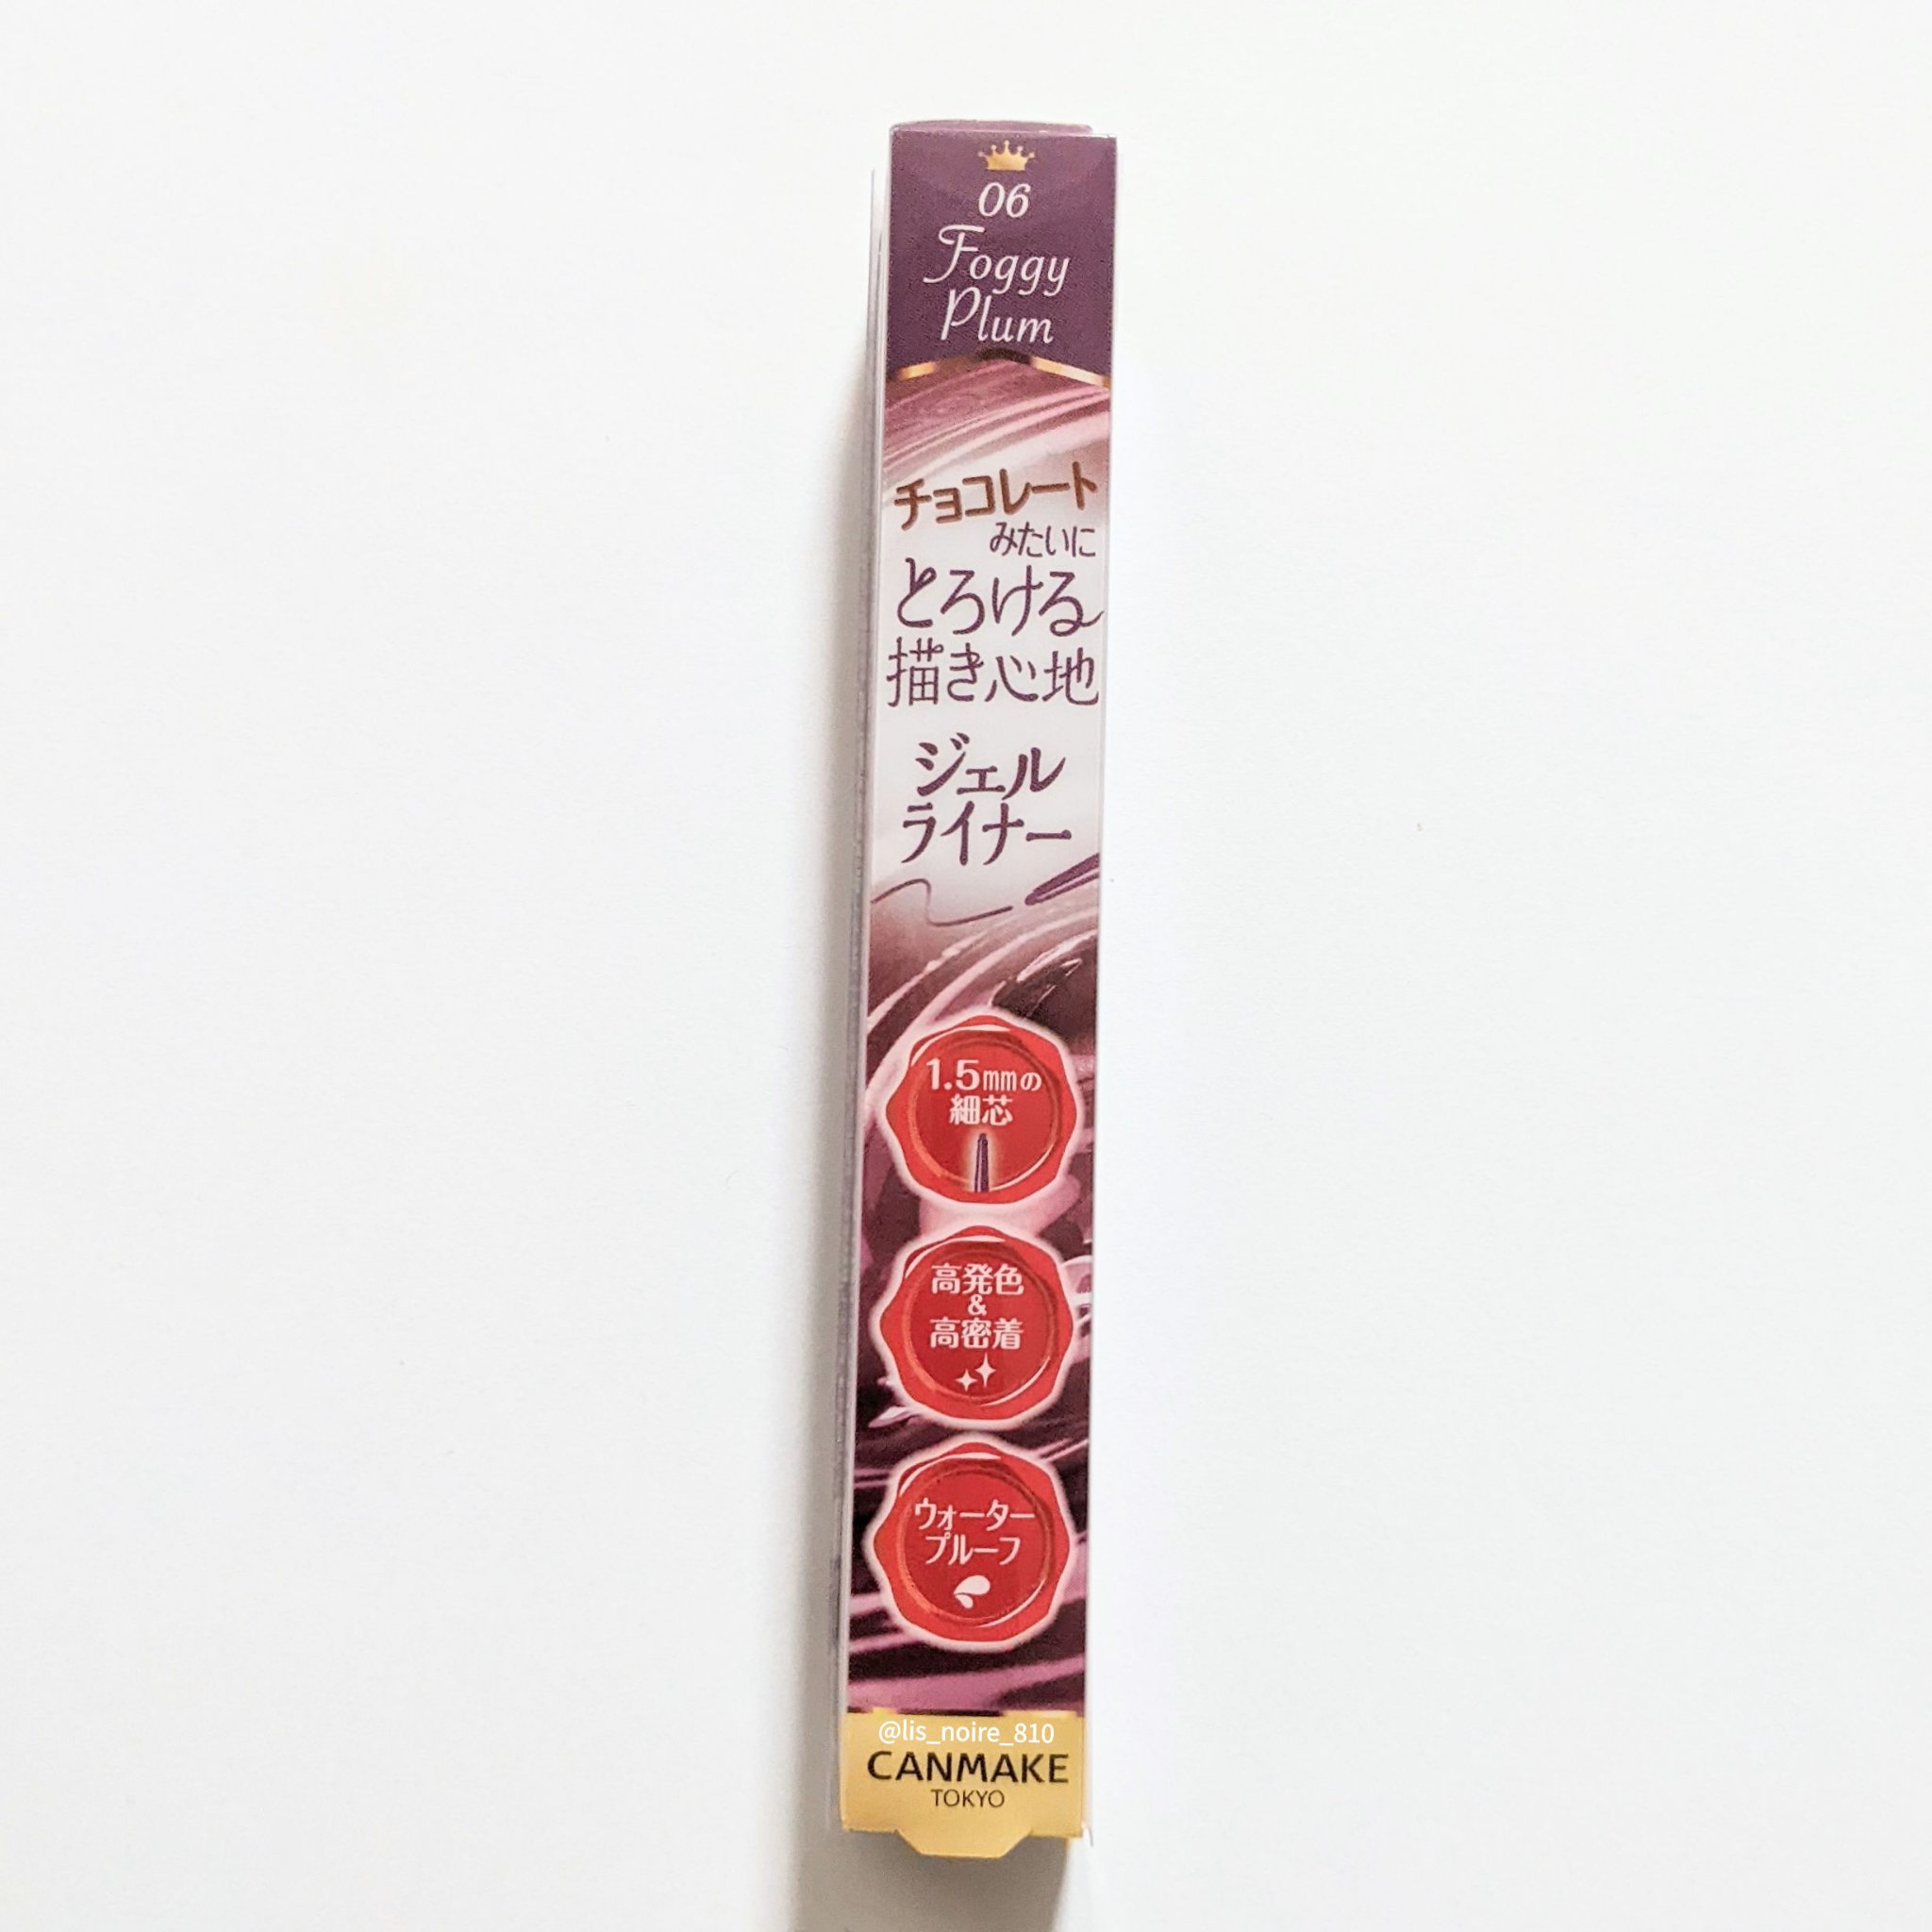 06
Foggy
Plum
チョコレート
みたいに
とろける
描き心地
ジェル
ライナー
1.5㎜の
細芯
高発色
&
高密着
ウォーター
プルーフ
@lis_noire_810
CANMAKE
TOKYO